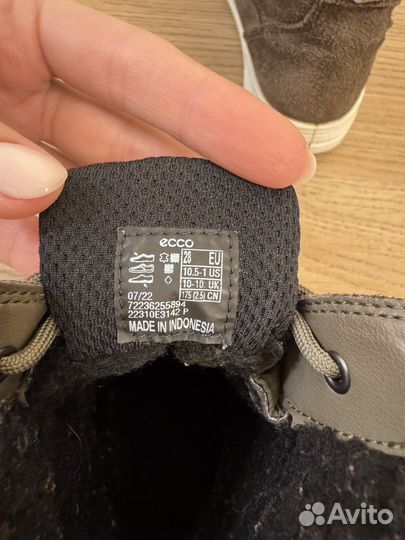 ecco
28 EU
10.5-1 US
10-10. UK
175 (2.5) CN
07/22
72236255894
22310E3142 P
MADE IN INDONESIA
Avito